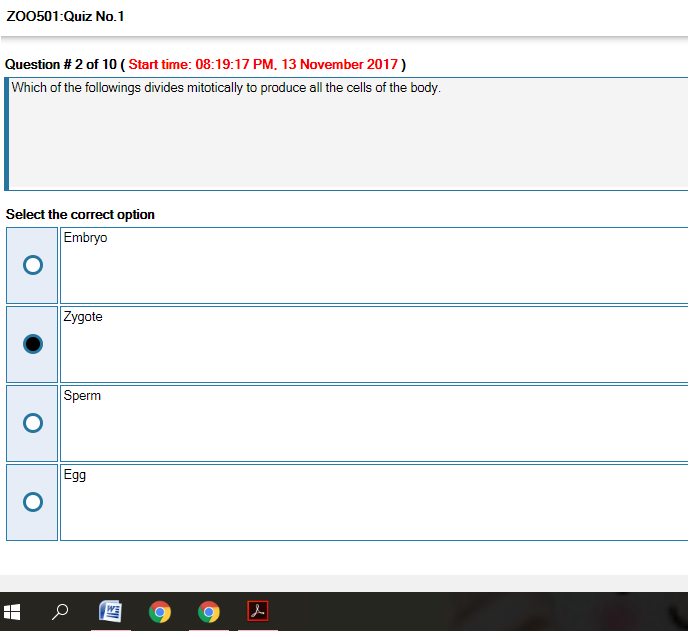 ZOO501:Quiz No.1
Question # 2 of 10 ( Start time: 08:19:17 PM, 13 November 2017 )
Which of the followings divides mitotically to produce all the cells of the body.
Select the correct option
Embryo
Zygote
Sperm
Egg